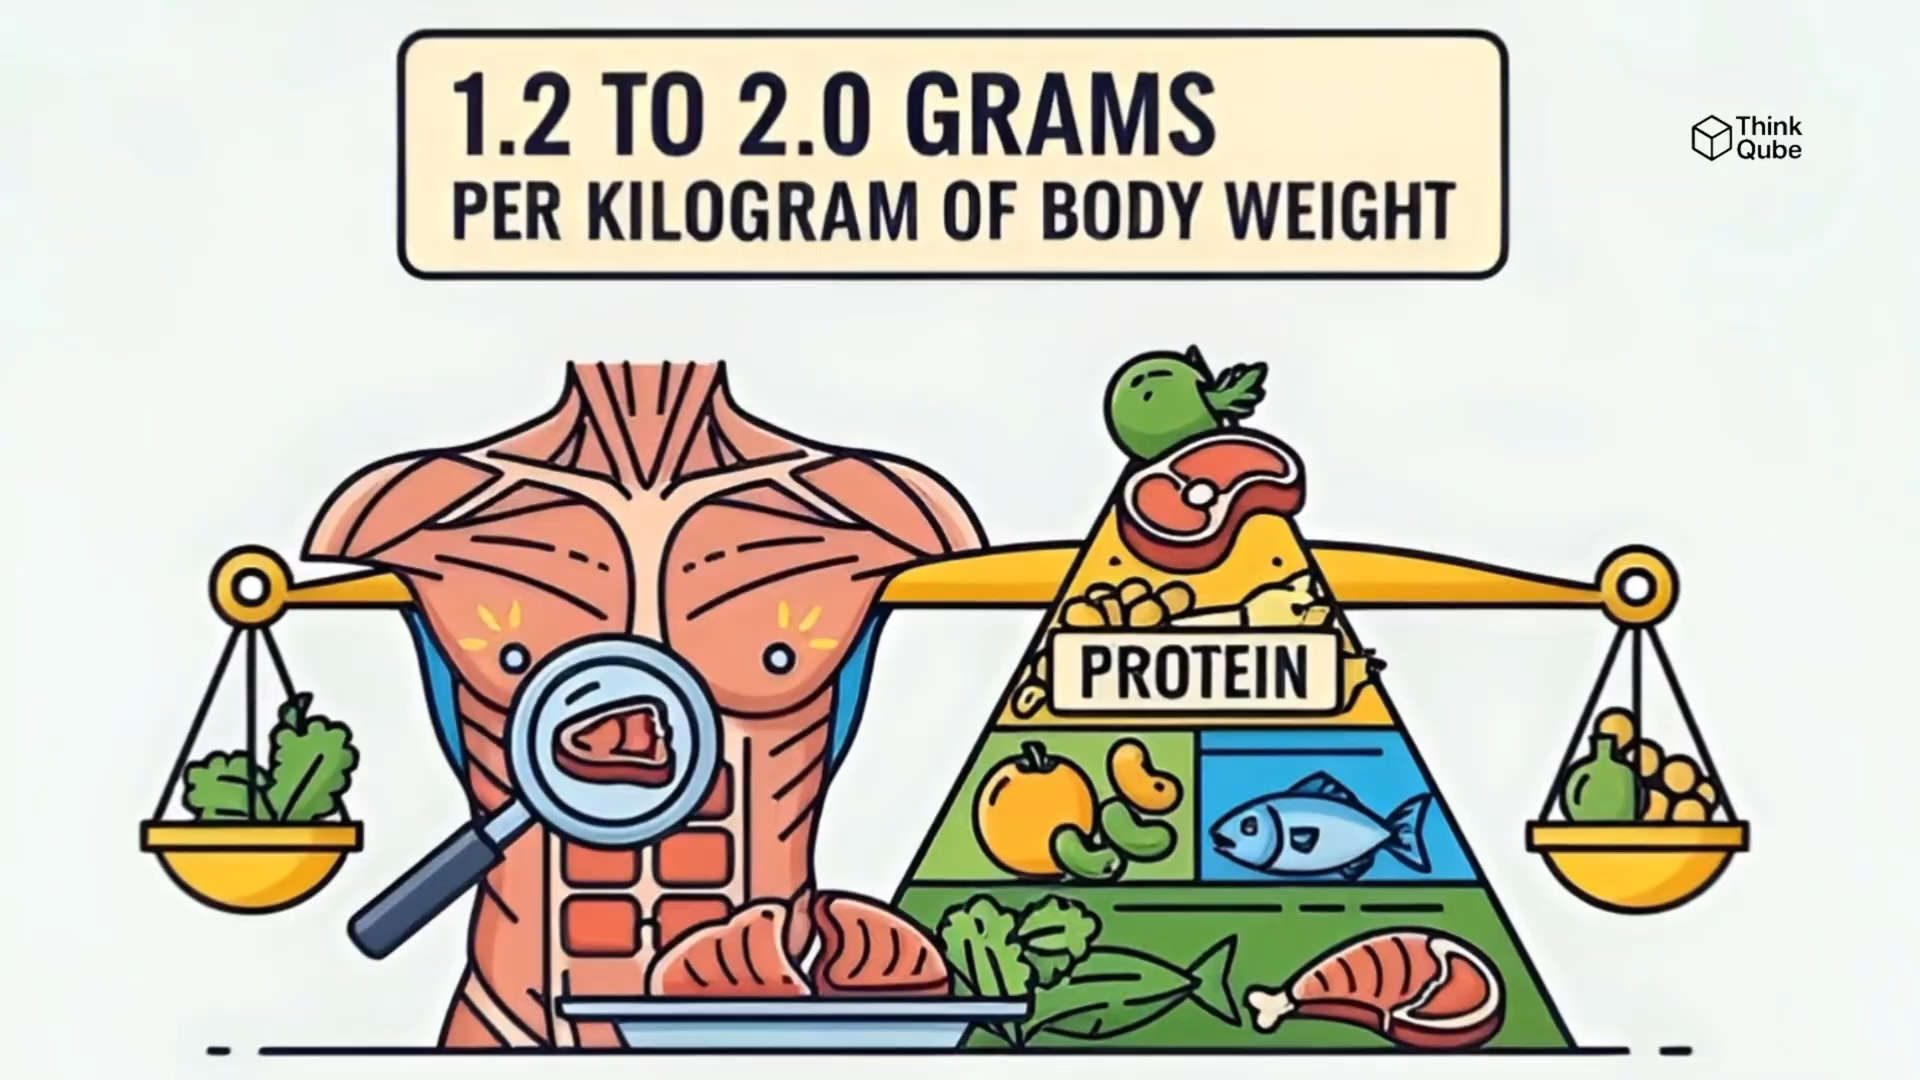 1.2 TO 2.0 GRAMS
PER KILOGRAM OF BODY WEIGHT
Think
Qube
PROTEIN